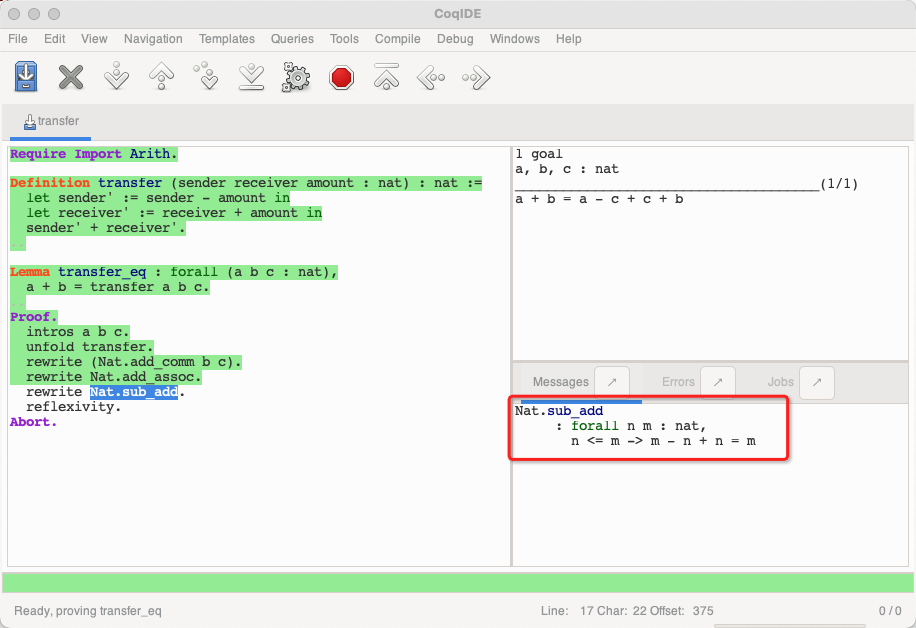 CoqIDE
File Edit View Navigation Templates Queries Tools Compile Debug Windows Help
transfer
Require Import Arith.
Definition transfer (sender receiver amount : nat) : nat :=
let sender' := sender - amount in
let receiver' := receiver + amount in
sender' + receiver'.
Lemma transfer_eq : forall (a b c : nat),
a + b = transfer a b c.
Proof.
intros a b c.
unfold transfer.
rewrite (Nat.add_comm b c).
rewrite Nat.add_assoc.
rewrite Nat.sub_add.
reflexivity.
Abort.
1 goal
a, b, c : nat
______________________________________(1/1)
a + b = a - c + c + b
Messages Errors Jobs
Nat.sub_add
: forall n m : nat,
n <= m -> m - n + n = m
Ready, proving transfer_eq
Line: 17 Char: 22 Offset: 375
0 / 0